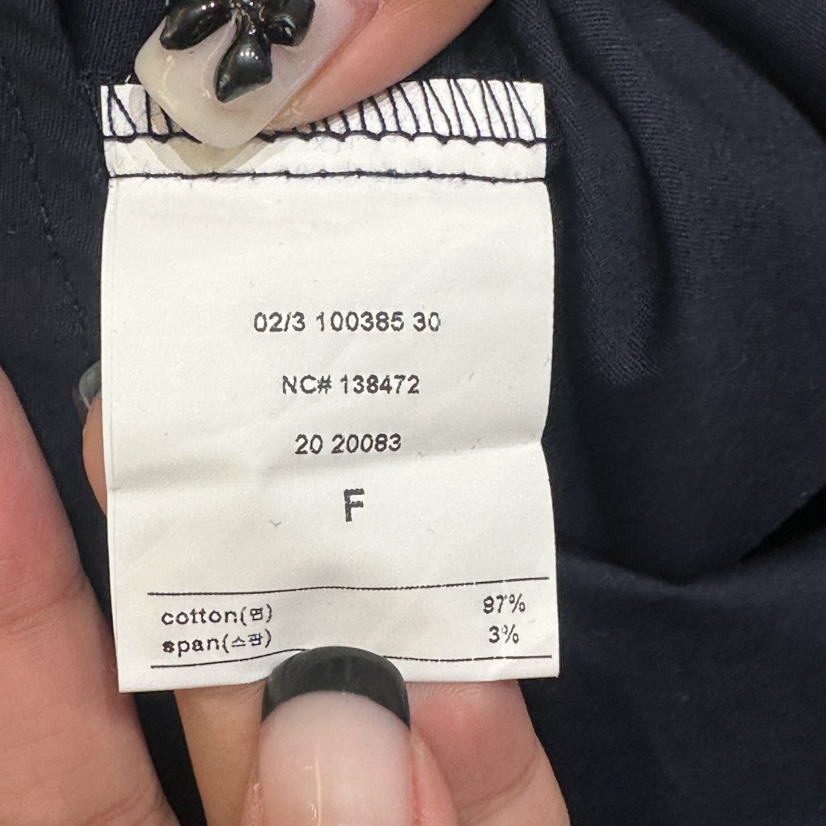 02/3 100385 30
NC# 138472
20 20083
F
cotton(면) 97%
span(스판) 3%